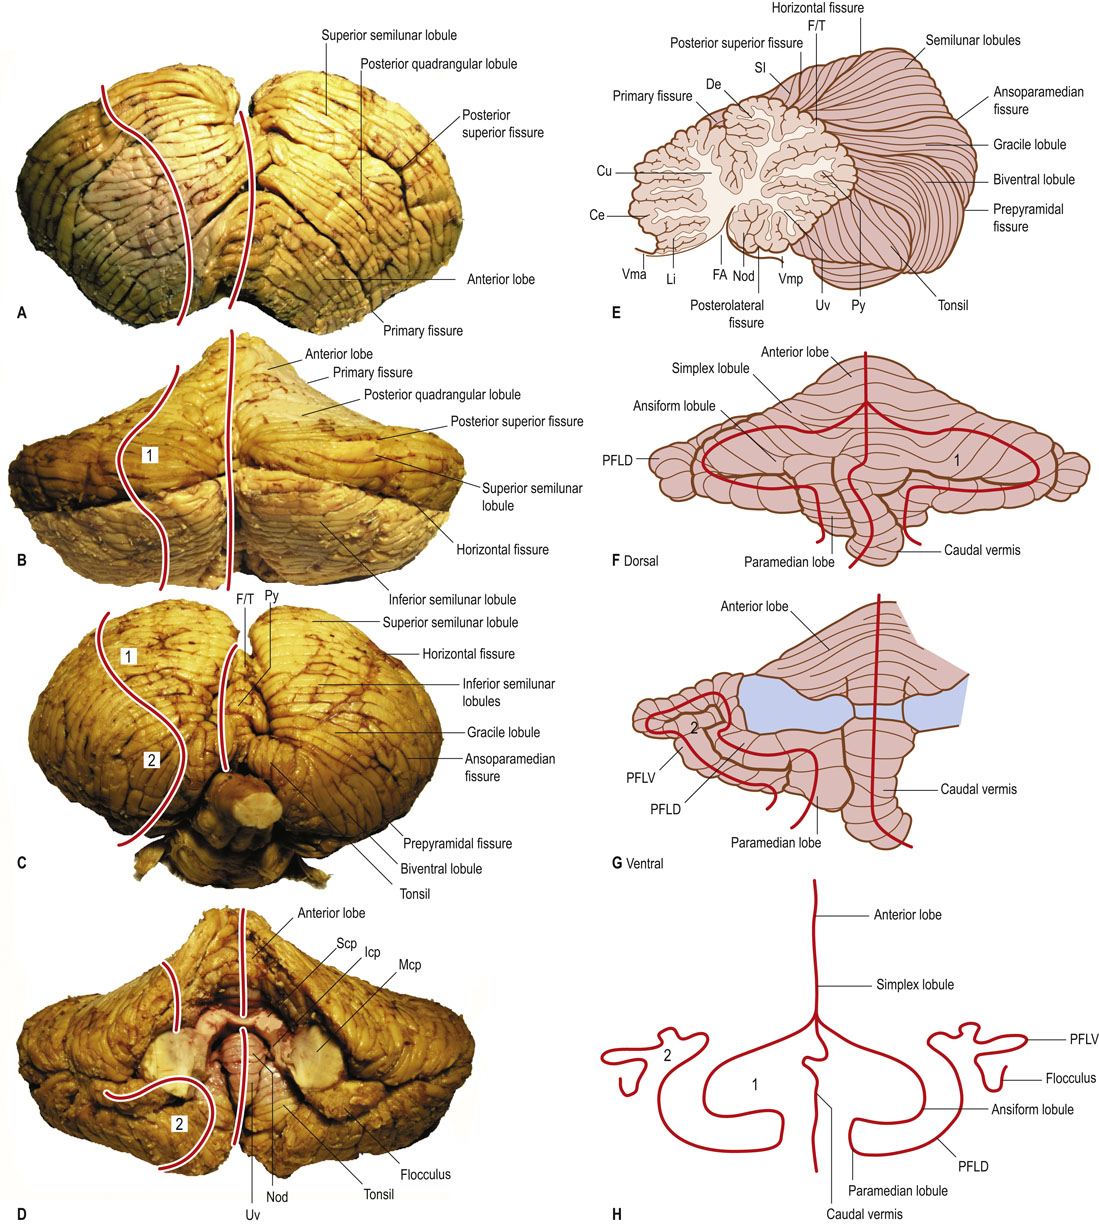 Superior semilunar lobule
Posterior quadrangular lobule
Posterior
superior fissure
Anterior lobe
Primary fissure
A
Anterior lobe
Primary fissure
Posterior quadrangular lobule
Posterior superior fissure
1
Superior semilunar
lobule
Horizontal fissure
Inferior semilunar lobule
B
F/T
Py
Superior semilunar lobule
Horizontal fissure
1
Inferior semilunar
lobules
Gracile lobule
2
Ansoparamedian
fissure
Prepyramidal fissure
Biventral lobule
Tonsil
C
Anterior lobe
Scp
Icp
Mcp
2
Flocculus
Tonsil
Nod
Uv
D
Horizontal fissure
F/T
Posterior superior fissure
Semilunar lobules
SI
De
Primary fissure
Ansoparamedian
fissure
Gracile lobule
Cu
Biventral lobule
Ce
Prepyramidal
fissure
Vma
Li
FA
Nod
Vmp
Posterolateral
fissure
Uv
Py
Tonsil
E
Anterior lobe
Simplex lobule
Ansiform lobule
PFLD
1
Caudal vermis
Paramedian lobe
F Dorsal
Anterior lobe
2
PFLV
PFLD
Caudal vermis
Paramedian lobe
G Ventral
Anterior lobe
Simplex lobule
2
PFLV
1
Flocculus
Ansiform lobule
PFLD
Paramedian lobule
Caudal vermis
H